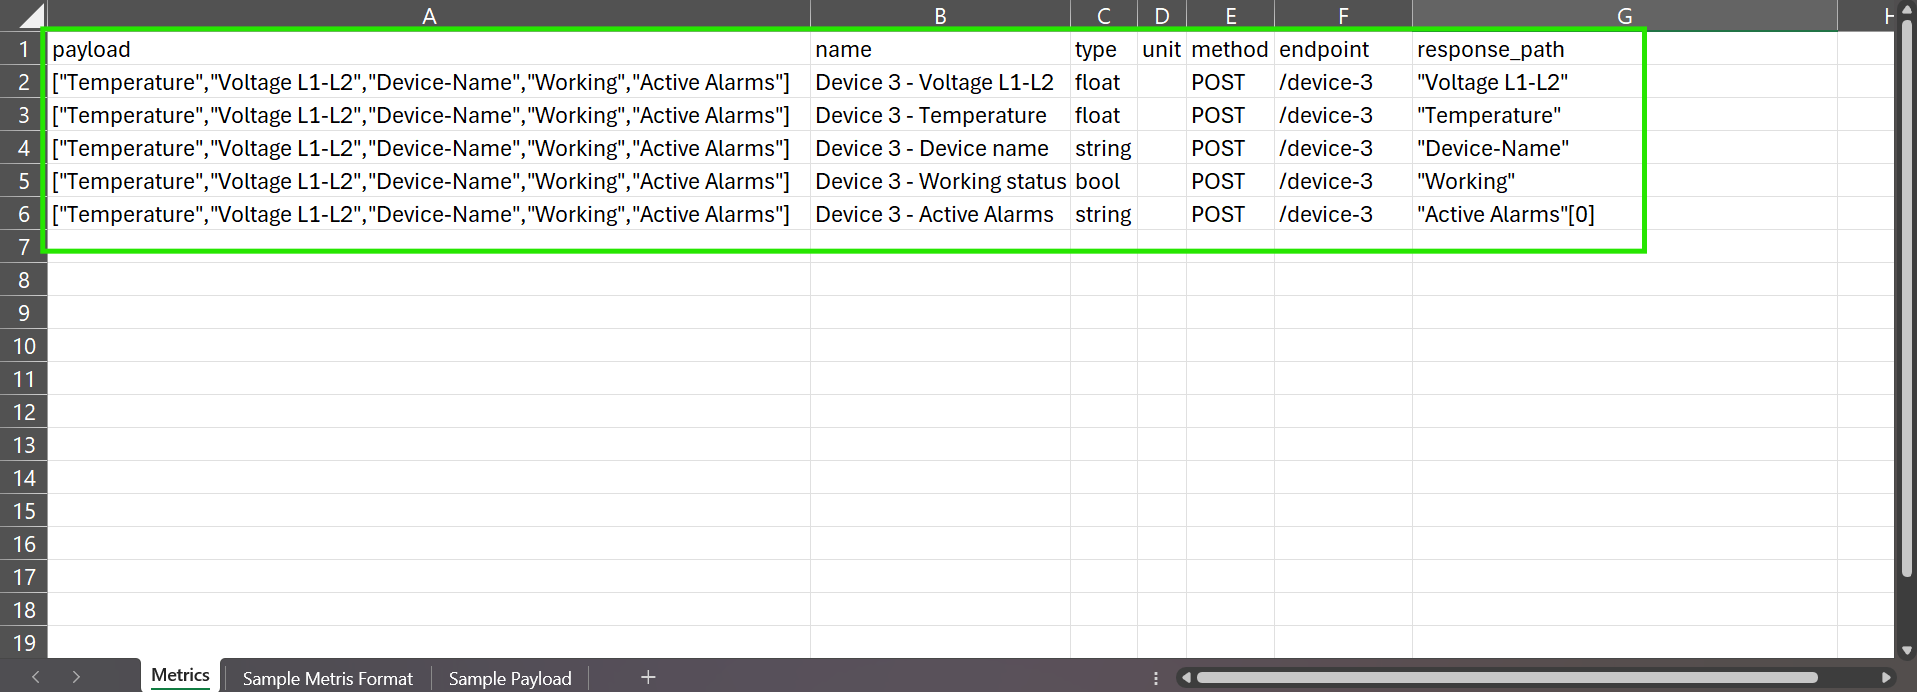 A B C D E F G H
1 payload name type unit method endpoint response_path
2 ["Temperature","Voltage L1-L2","Device-Name","Working","Active Alarms"] Device 3 - Voltage L1-L2 float POST /device-3 "Voltage L1-L2"
3 ["Temperature","Voltage L1-L2","Device-Name","Working","Active Alarms"] Device 3 - Temperature float POST /device-3 "Temperature"
4 ["Temperature","Voltage L1-L2","Device-Name","Working","Active Alarms"] Device 3 - Device name string POST /device-3 "Device-Name"
5 ["Temperature","Voltage L1-L2","Device-Name","Working","Active Alarms"] Device 3 - Working status bool POST /device-3 "Working"
6 ["Temperature","Voltage L1-L2","Device-Name","Working","Active Alarms"] Device 3 - Active Alarms string POST /device-3 "Active Alarms"[0]
7
8
9
10
11
12
13
14
15
16
17
18
19
Metrics Sample Metris Format Sample Payload